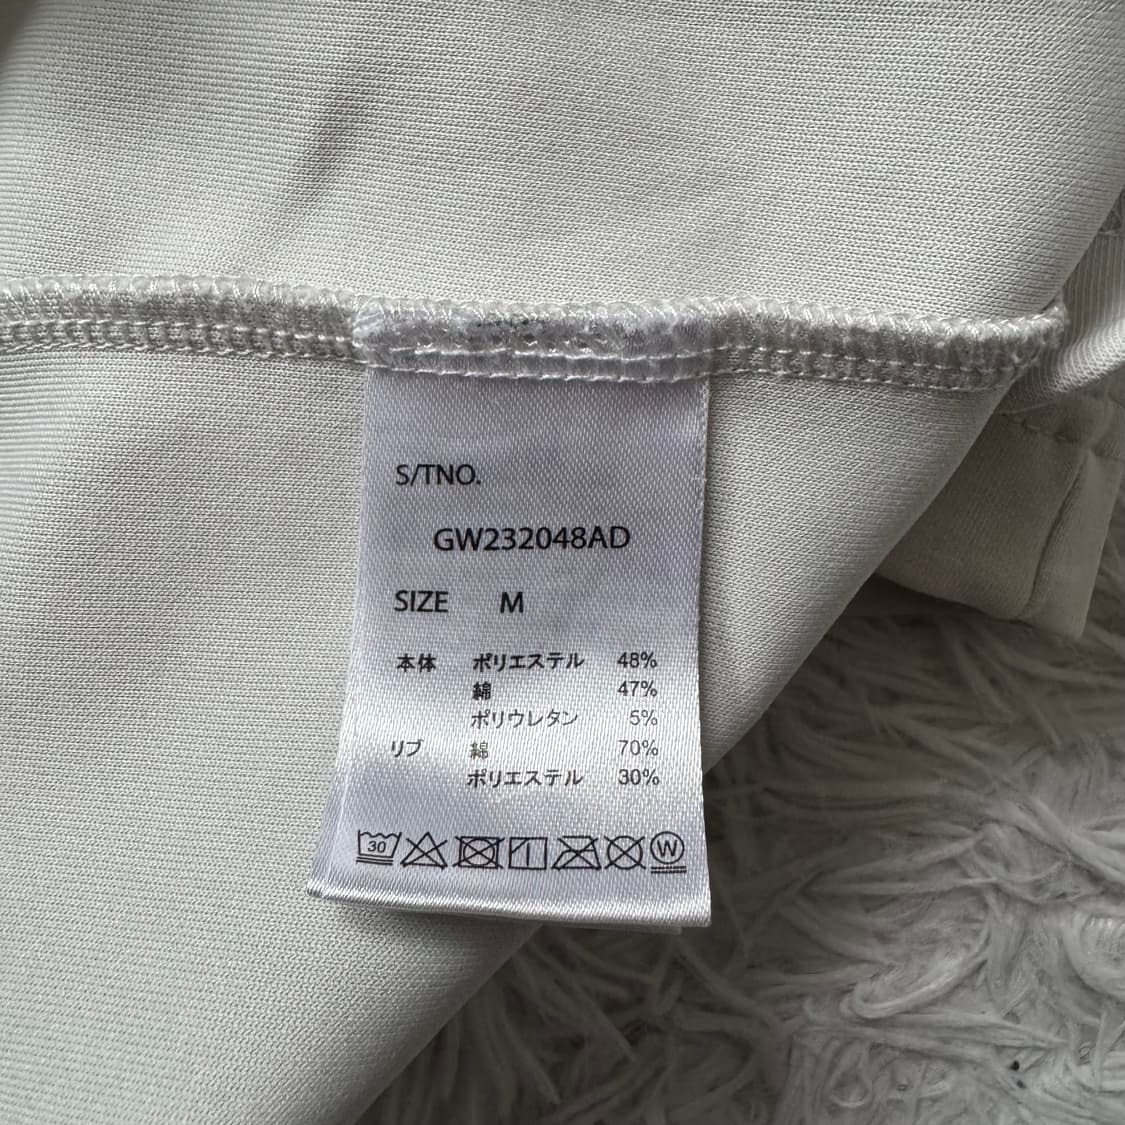 S/TNO.
GW232048AD
SIZE M
本体 ポリエステル 48%
綿 47%
ポリウレタン 5%
リブ 綿 70%
ポリエステル 30%
30 W